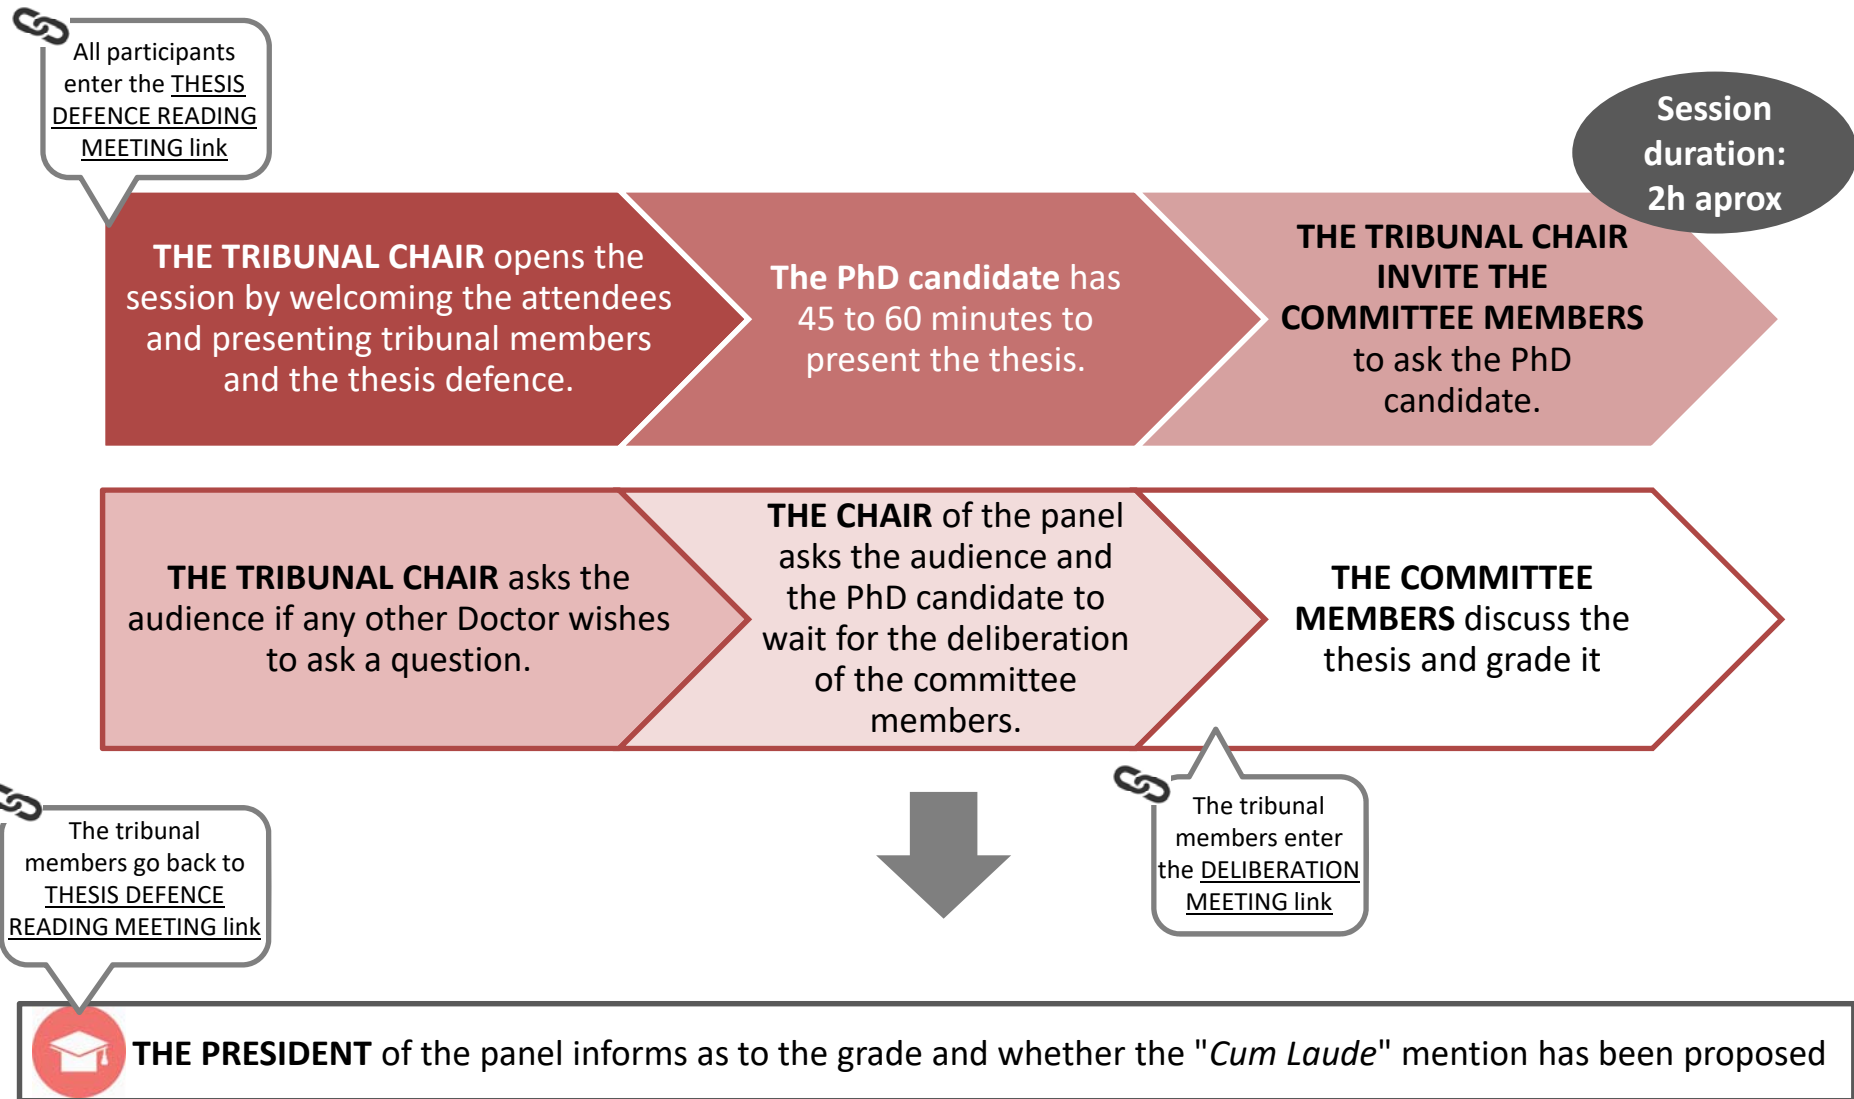 All participants
enter the THESIS
DEFENCE READING
MEETING link
Session
duration:
2h aprox
THE TRIBUNAL CHAIR opens the
session by welcoming the attendees
and presenting tribunal members
and the thesis defence.
The PhD candidate has
45 to 60 minutes to
present the thesis.
THE TRIBUNAL CHAIR
INVITE THE
COMMITTEE MEMBERS
to ask the PhD
candidate.
THE TRIBUNAL CHAIR asks the
audience if any other Doctor wishes
to ask a question.
THE CHAIR of the panel
asks the audience and
the PhD candidate to
wait for the deliberation
of the committee
members.
THE COMMITTEE
MEMBERS discuss the
thesis and grade it
The tribunal
members enter
the DELIBERATION
MEETING link
The tribunal
members go back to
THESIS DEFENCE
READING MEETING link
THE PRESIDENT of the panel informs as to the grade and whether the "Cum Laude" mention has been proposed